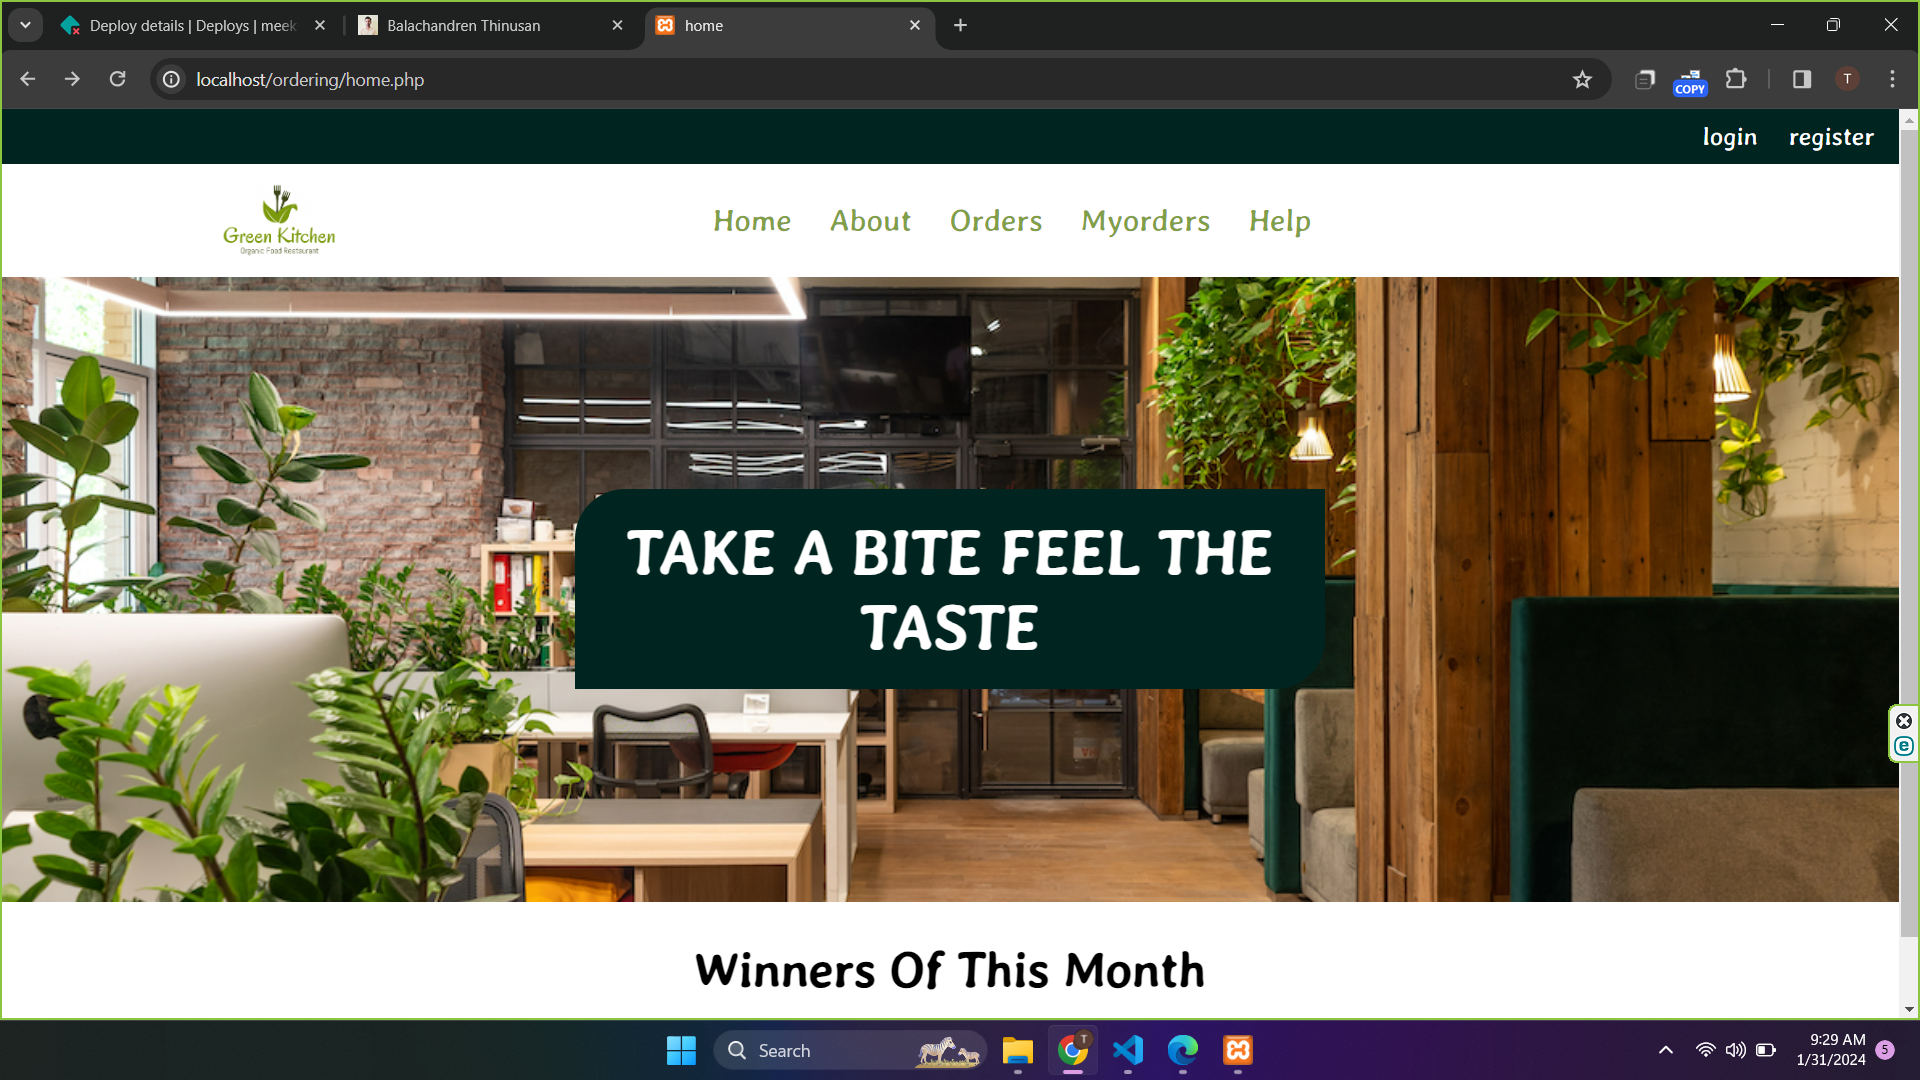 Deploy details | Deploys | meek
Balachandren Thinusan
home
localhost/ordering/home.php
COPY
T
login register
Green Kitchen
Organic Food Restaurant
Home About Orders Myorders Help
TAKE A BITE FEEL THE
TASTE
e
Winners Of This Month
Search
T
9:29 AM
1/31/2024
5